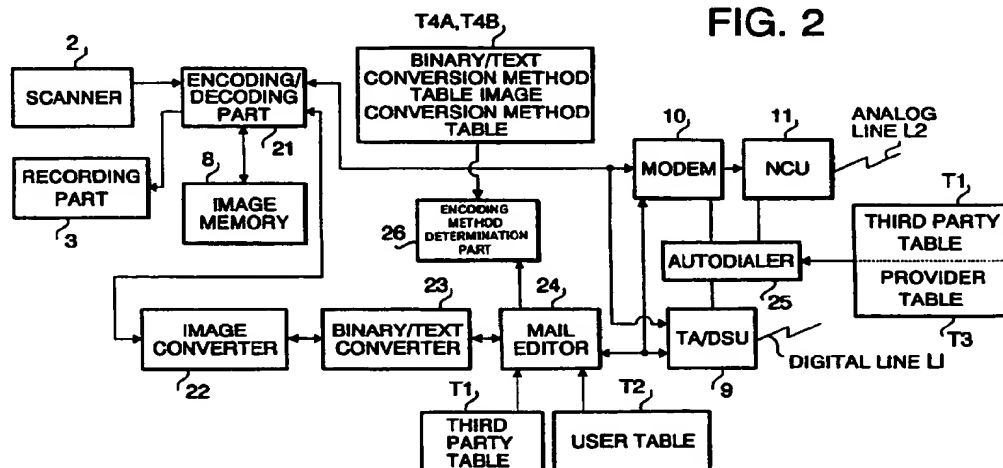 FIG. 2
T4A,T4B
BINARY/TEXT
CONVERSION METHOD
TABLE IMAGE
CONVERSION METHOD
TABLE
2
SCANNER
ENCODING/
DECODING
PART
21
RECORDING
PART
3
8
IMAGE
MEMORY
ENCODING
METHOD
DETERMINATION
PART
26
10
MODEM
11
NCU
ANALOG
LINE L2
T1
THIRD PARTY
TABLE
PROVIDER
TABLE
T3
AUTODIALER
25
IMAGE
CONVERTER
22
23
BINARY/TEXT
CONVERTER
24
MAIL
EDITOR
TA/DSU
9
DIGITAL LINE L1
T1
THIRD
PARTY
TABLE
T2
USER TABLE